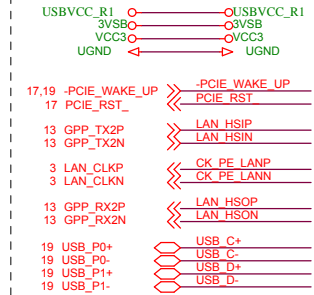 USBVCC_R1 USBVCC_R1
3VSB 3VSB
VCC3 VCC3
UGND UGND
17,19 -PCIE_WAKE_UP -PCIE_WAKE_UP
17 PCIE_RST_ PCIE_RST_
13 GPP_TX2P LAN_HSIP
13 GPP_TX2N LAN_HSIN
3 LAN_CLKP CK_PE_LANP
3 LAN_CLKN CK_PE_LANN
13 GPP_RX2P LAN_HSOP
13 GPP_RX2N LAN_HSON
19 USB_P0+ USB_C+
19 USB_P0- USB_C-
19 USB_P1+ USB_D+
19 USB_P1- USB_D-